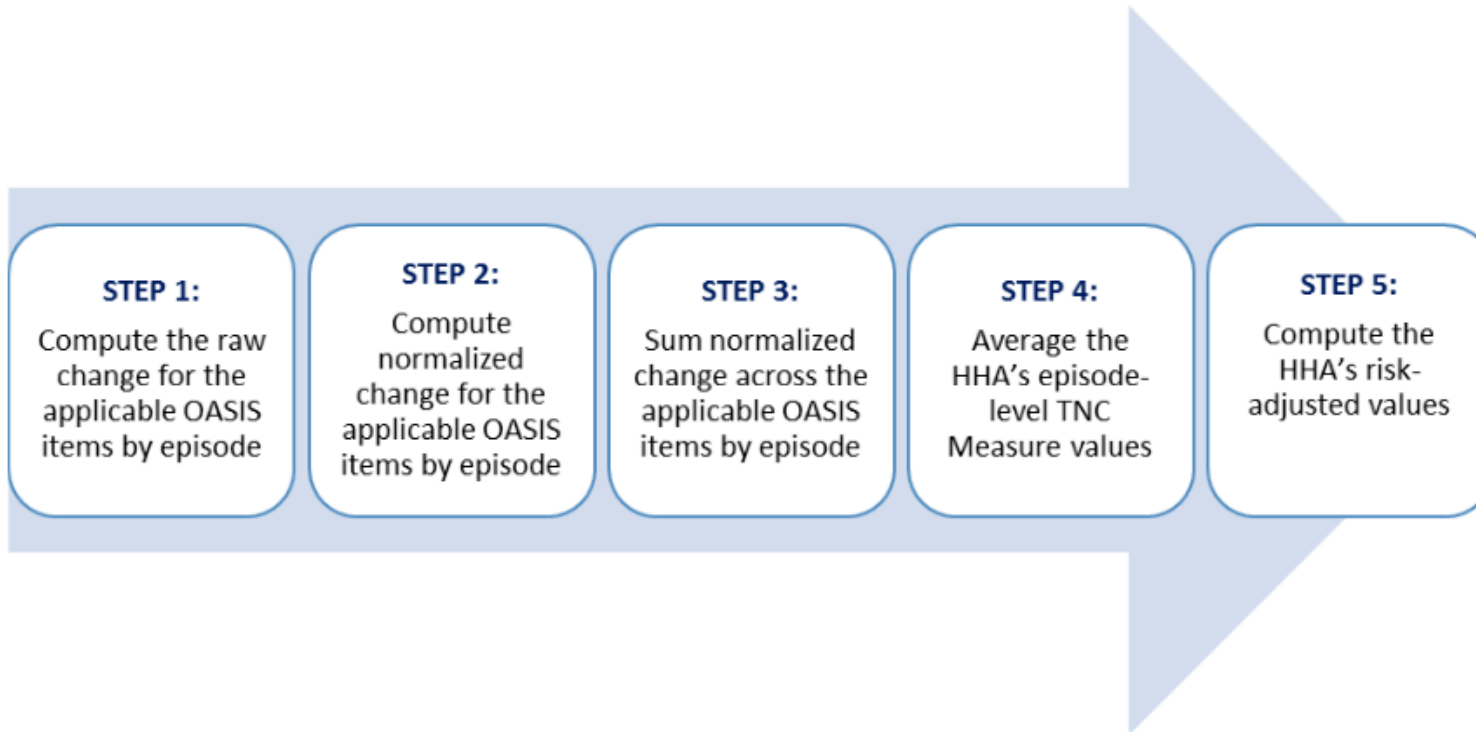 STEP 1:
Compute the raw
change for the
applicable OASIS
items by episode
STEP 2:
Compute
normalized
change for the
applicable OASIS
items by episode
STEP 3:
Sum normalized
change across the
applicable OASIS
items by episode
STEP 4:
Average the
HHA’s episode-
level TNC
Measure values
STEP 5:
Compute the
HHA’s risk-
adjusted values